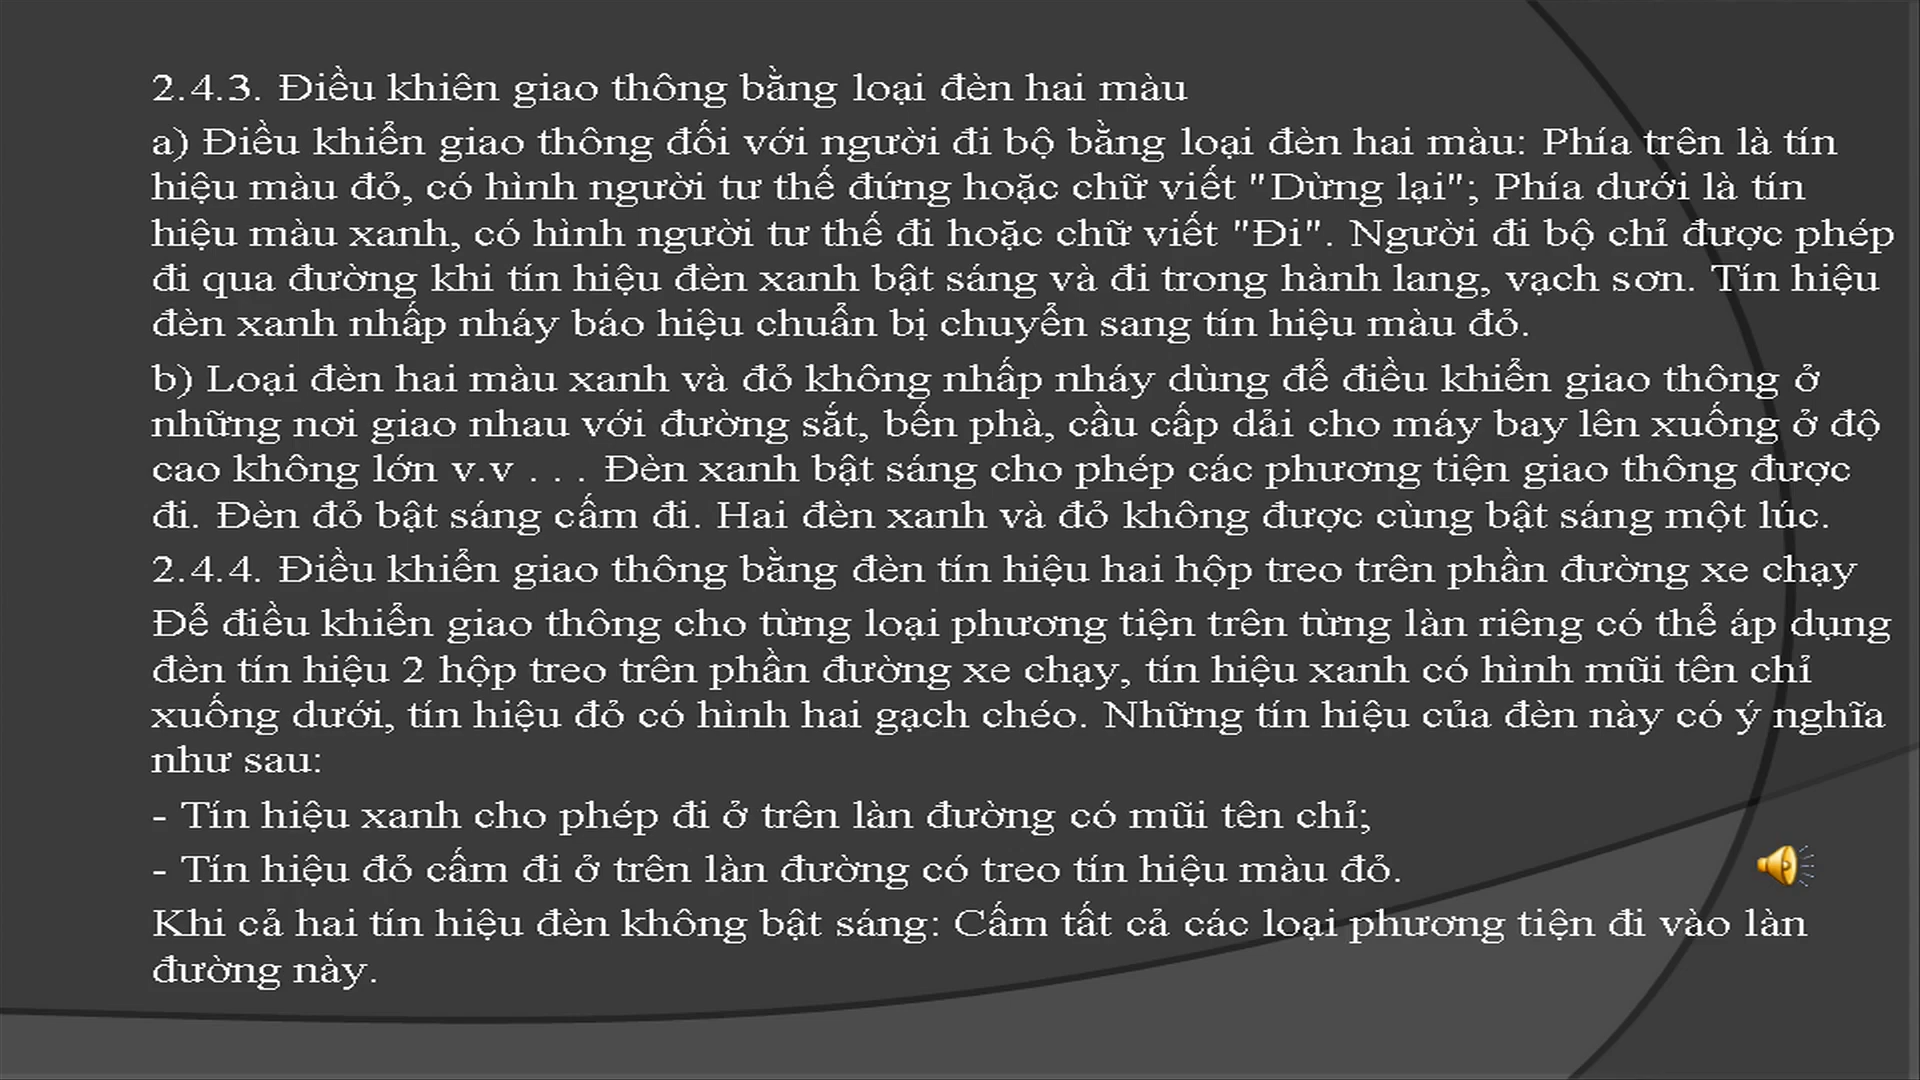 2.4.3. Điều khiên giao thông bằng loại đèn hai màu
a) Điều khiển giao thông đối với người đi bộ bằng loại đèn hai màu: Phía trên là tín
hiệu màu đỏ, có hình người tư thế đứng hoặc chữ viết "Dừng lại"; Phía dưới là tín
hiệu màu xanh, có hình người tư thế đi hoặc chữ viết "Đi". Người đi bộ chỉ được phép
đi qua đường khi tín hiệu đèn xanh bật sáng và đi trong hành lang, vạch sơn. Tín hiệu
đèn xanh nhấp nháy báo hiệu chuẩn bị chuyển sang tín hiệu màu đỏ.
b) Loại đèn hai màu xanh và đỏ không nhấp nháy dùng để điều khiển giao thông ở
những nơi giao nhau với đường sắt, bến phà, cầu cấp dải cho máy bay lên xuống ở độ
cao không lớn v.v . . . Đèn xanh bật sáng cho phép các phương tiện giao thông được
đi. Đèn đỏ bật sáng cấm đi. Hai đèn xanh và đỏ không được cùng bật sáng một lúc.
2.4.4. Điều khiển giao thông bằng đèn tín hiệu hai hộp treo trên phần đường xe chạy
Để điều khiển giao thông cho từng loại phương tiện trên từng làn riêng có thể áp dụng
đèn tín hiệu 2 hộp treo trên phần đường xe chạy, tín hiệu xanh có hình mũi tên chỉ
xuống dưới, tín hiệu đỏ có hình hai gạch chéo. Những tín hiệu của đèn này có ý nghĩa
như sau:
- Tín hiệu xanh cho phép đi ở trên làn đường có mũi tên chỉ;
- Tín hiệu đỏ cấm đi ở trên làn đường có treo tín hiệu màu đỏ.
Khi cả hai tín hiệu đèn không bật sáng: Cấm tất cả các loại phương tiện đi vào làn
đường này.